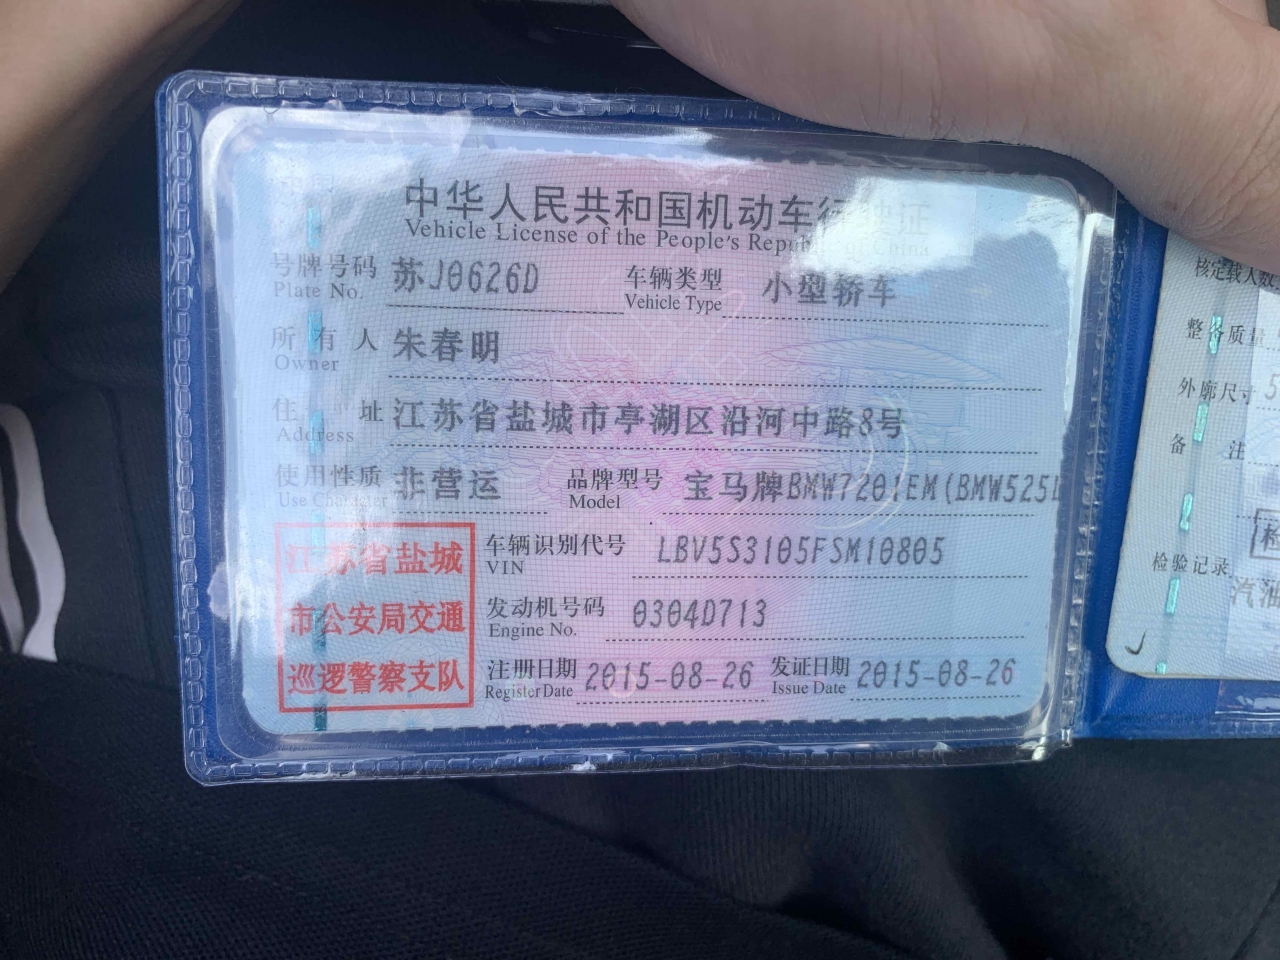 中华人民共和国机动车行驶证
Vehicle License of the People's Republic of China
号牌号码 苏J0626D 车辆类型 小型轿车
Plate No. Vehicle Type
所有人 朱春明
Owner
住址 江苏省盐城市亭湖区沿河中路8号
Address
使用性质 非营运 品牌型号 宝马牌BMW7201EM(BMW525L
Use Character Model
江苏省盐城
市公安局交通
巡逻警察支队
车辆识别代号 LBV5S3105FSM10805
VIN
发动机号码 0304D713
Engine No.
注册日期 2015-08-26 发证日期 2015-08-26
Register Date Issue Date
核定载人数
整备质量
外廓尺寸 5
备注
检验记录
汽油